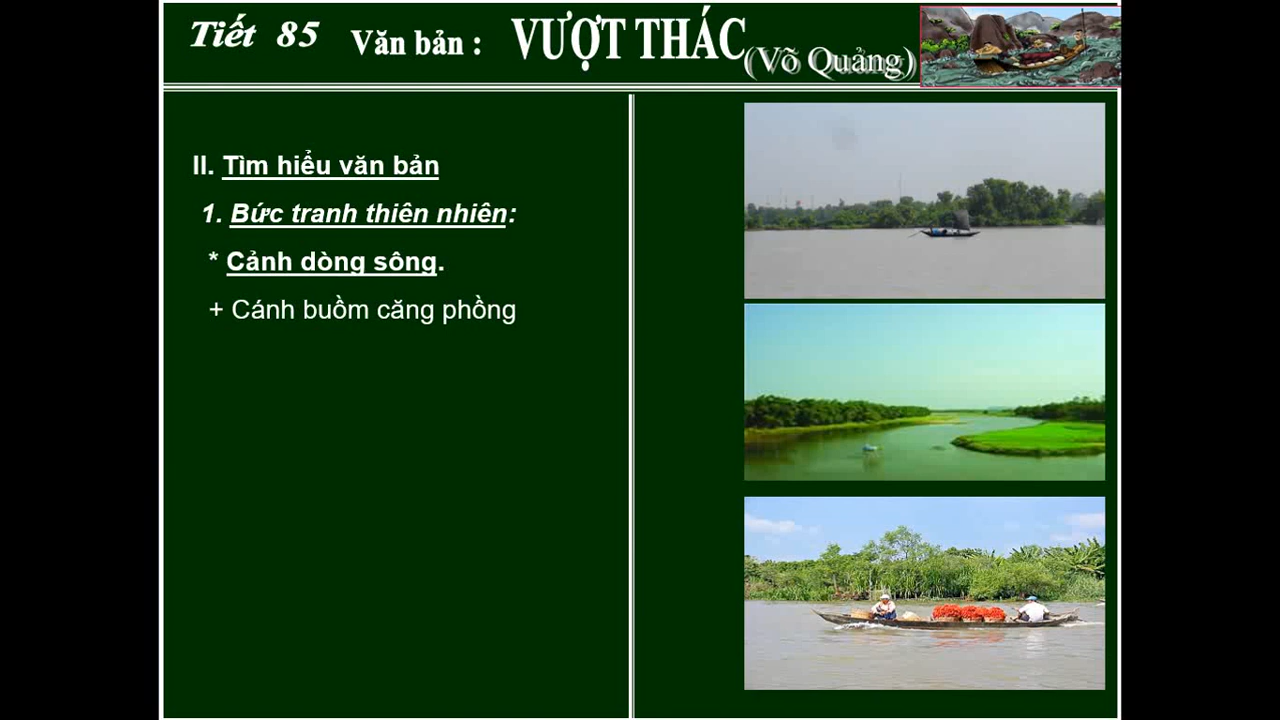 Tiết 85 Văn bản : VƯỢT THÁC (Võ Quảng)
II. Tìm hiểu văn bản
1. Bức tranh thiên nhiên:
* Cảnh dòng sông.
+ Cánh buồm căng phồng